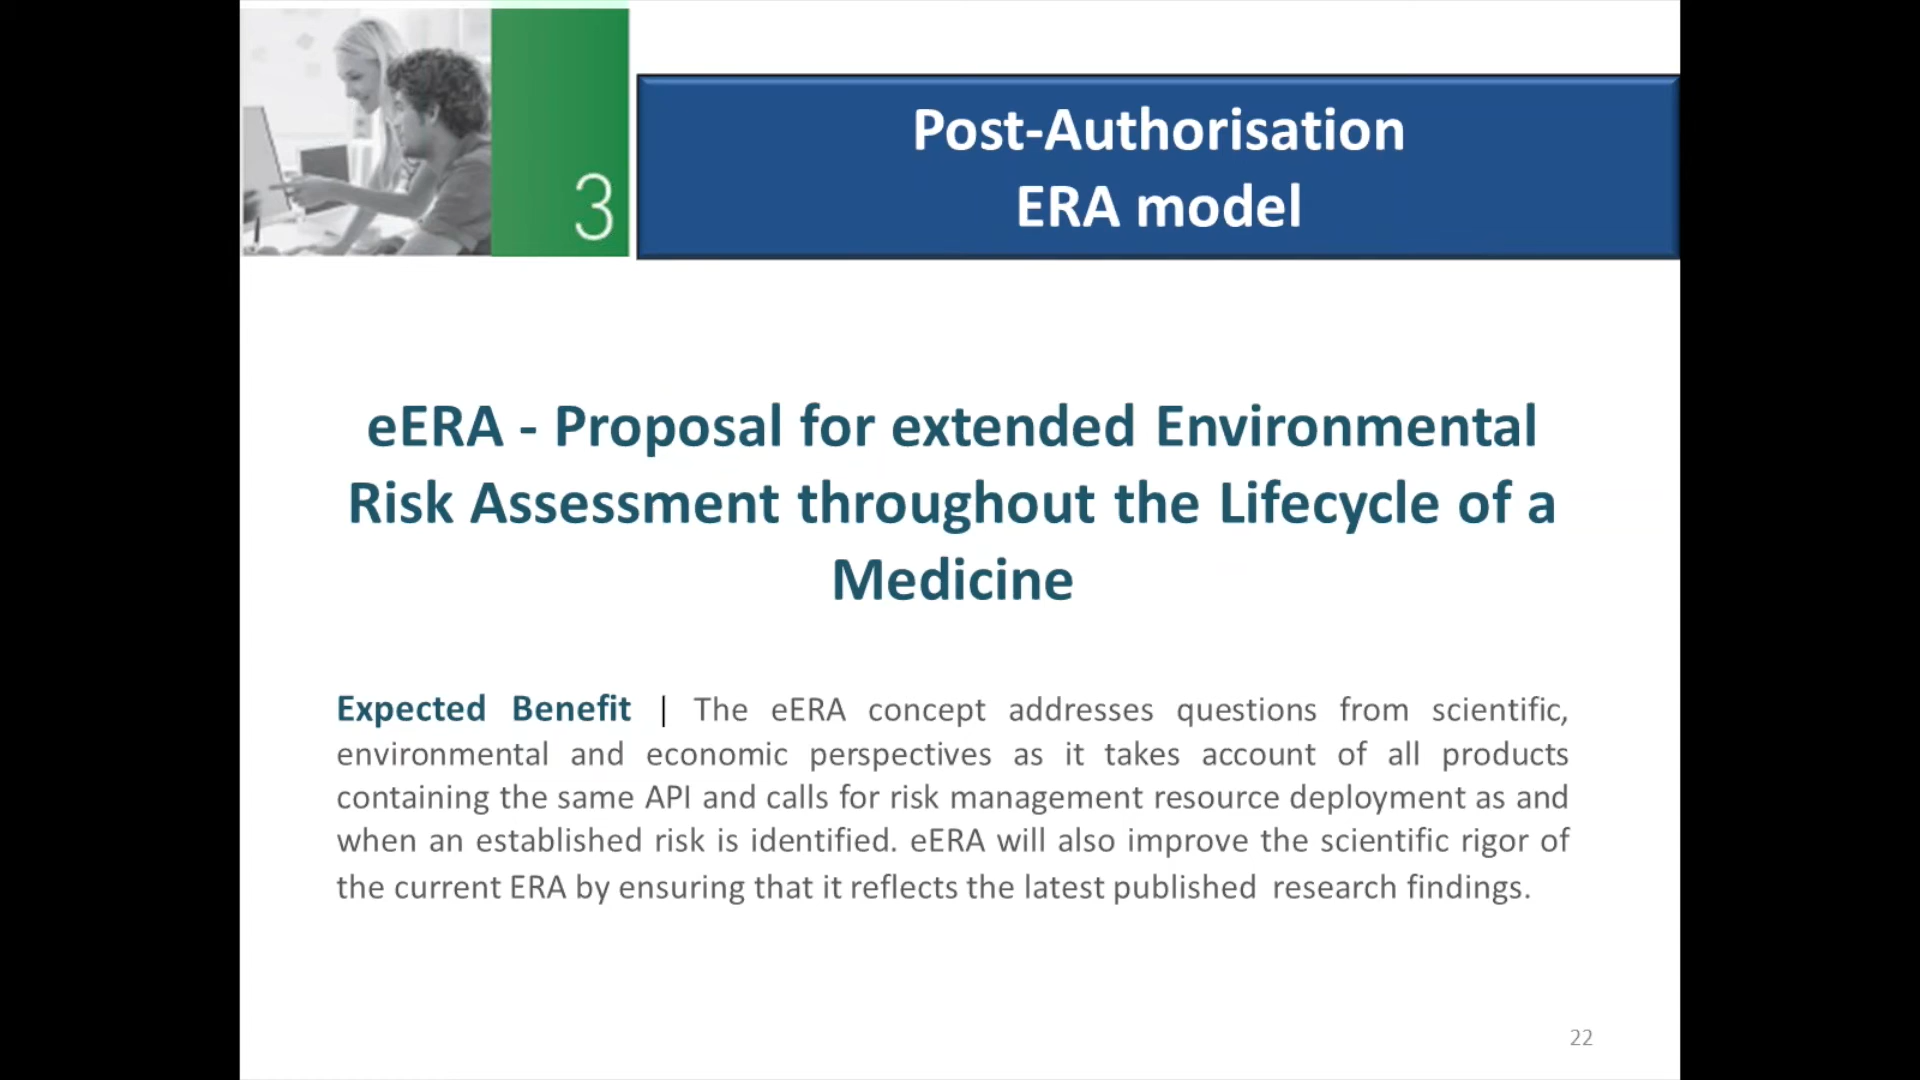 3
Post-Authorisation
ERA model
eERA - Proposal for extended Environmental
Risk Assessment throughout the Lifecycle of a
Medicine
Expected Benefit | The eERA concept addresses questions from scientific,
environmental and economic perspectives as it takes account of all products
containing the same API and calls for risk management resource deployment as and
when an established risk is identified. eERA will also improve the scientific rigor of
the current ERA by ensuring that it reflects the latest published research findings.
22